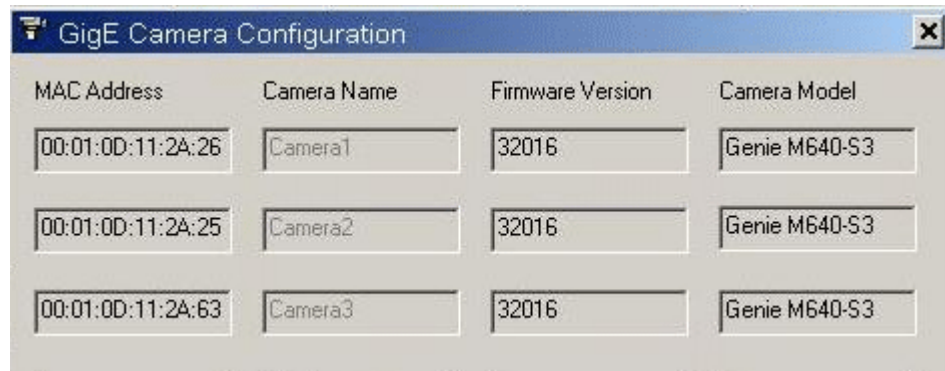 GigE Camera Configuration
MAC Address Camera Name Firmware Version Camera Model
00:01:0D:11:2A:26 Camera1 32016 Genie M640-S3
00:01:0D:11:2A:25 Camera2 32016 Genie M640-S3
00:01:0D:11:2A:63 Camera3 32016 Genie M640-S3